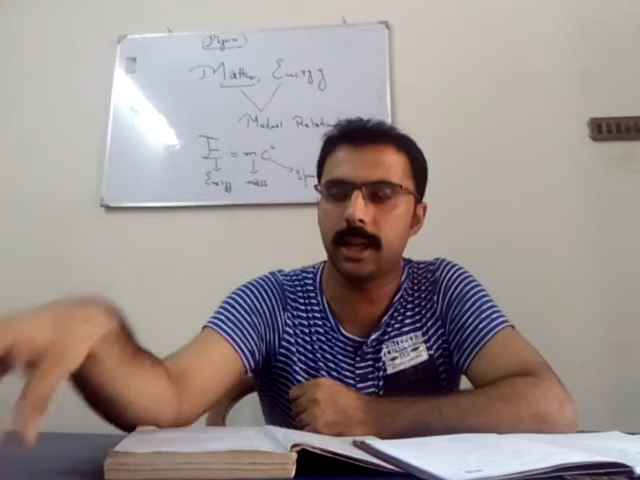 Physics
Matter, Energy
Mutual Relation
E = mc²
Energy mass